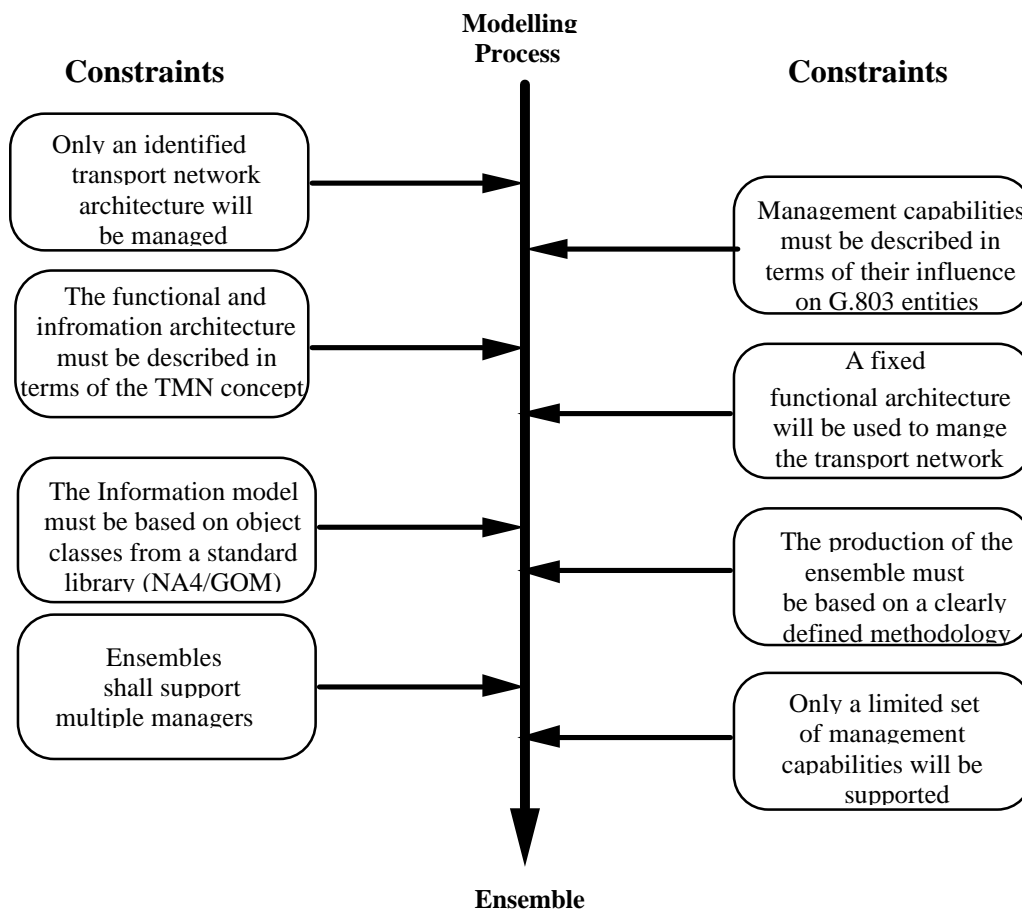 Modelling
Process
Constraints
Only an identified
transport network
architecture will
be managed
The functional and
infromation architecture
must be described in
terms of the TMN concept
The Information model
must be based on object
classes from a standard
library (NA4/GOM)
Ensembles
shall support
multiple managers
Constraints
Management capabilities
must be described in
terms of their influence
on G.803 entities
A fixed
functional architecture
will be used to mange
the transport network
The production of the
ensemble must
be based on a clearly
defined methodology
Only a limited set
of management
capabilities will be
supported
Ensemble